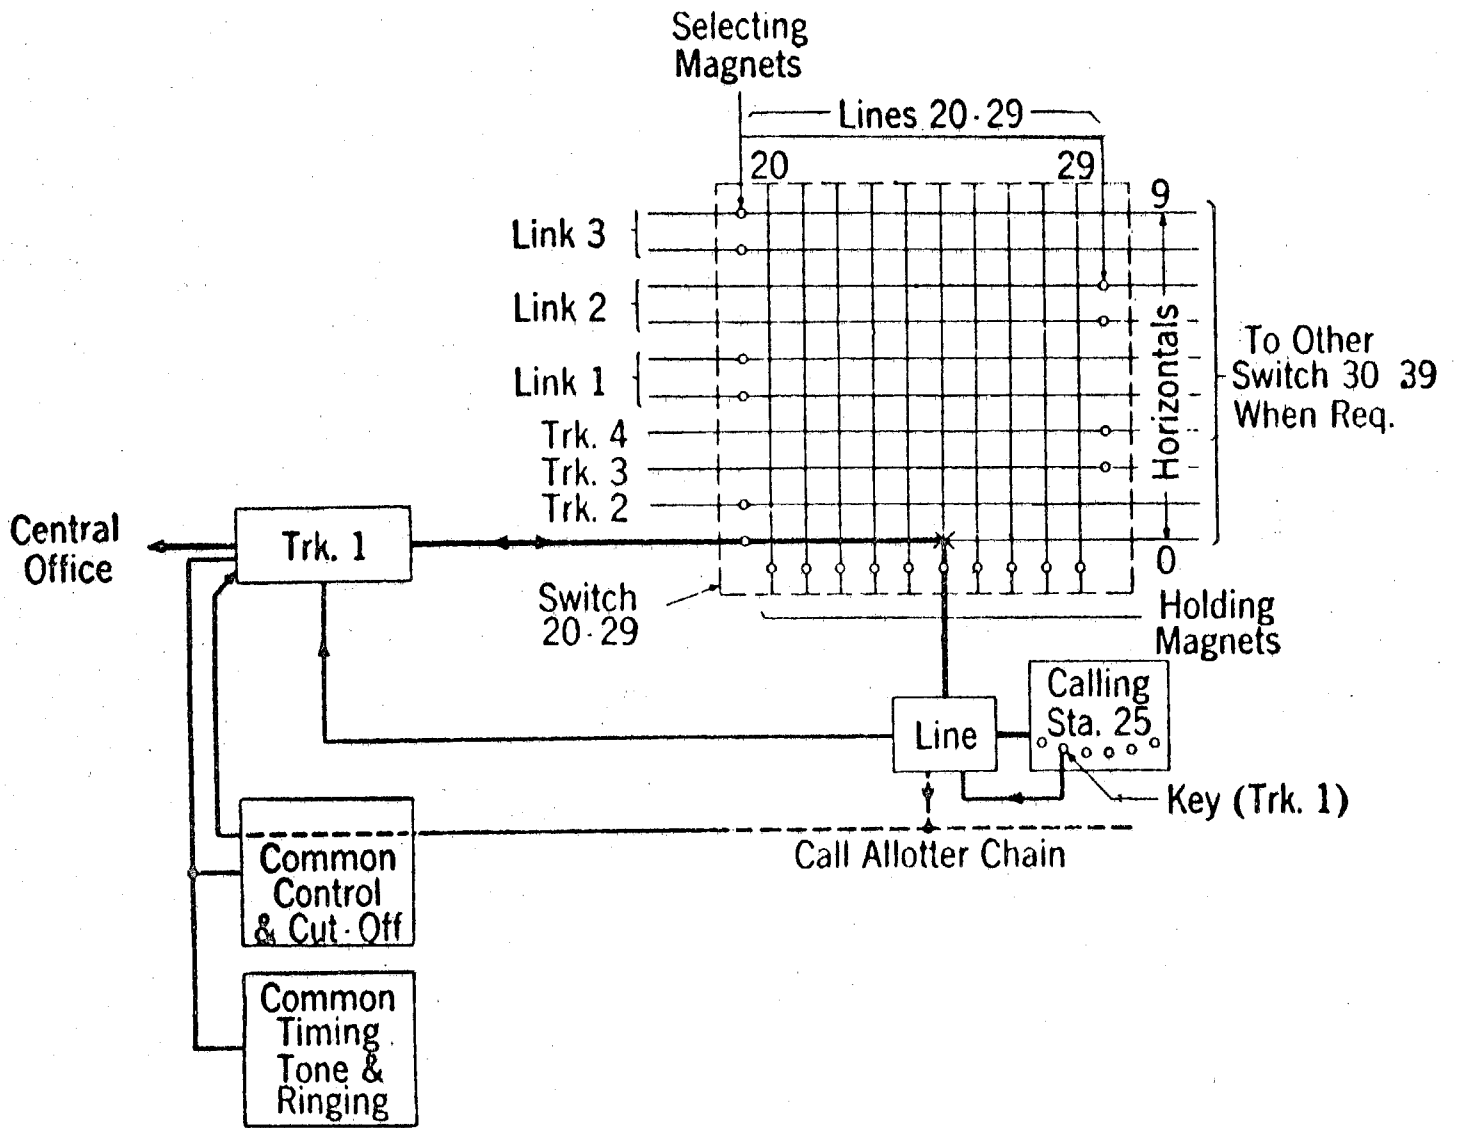 Selecting
Magnets
Lines 20-29
20
29
9
Link 3
Link 2
Link 1
Trk. 4
Trk. 3
Trk. 2
Horizontals
To Other
Switch 30 39
When Req.
Central
Office
Trk. 1
0
Switch
20-29
Holding
Magnets
Calling
Sta. 25
Line
Key (Trk. 1)
Call Allotter Chain
Common
Control
& Cut-Off
Common
Timing
Tone &
Ringing